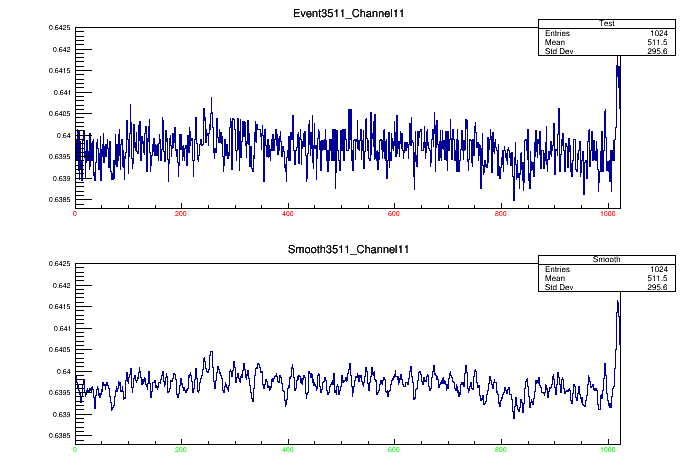 Event3511_Channel11
Test
Entries 1024
Mean 511.5
Std Dev 295.6
0.6425
0.642
0.6415
0.641
0.6405
0.64
0.6395
0.639
0.6385
0 200 400 600 800 1000
Smooth3511_Channel11
Smooth
Entries 1024
Mean 511.5
Std Dev 295.6
0.6425
0.642
0.6415
0.641
0.6405
0.64
0.6395
0.639
0.6385
0 200 400 600 800 1000